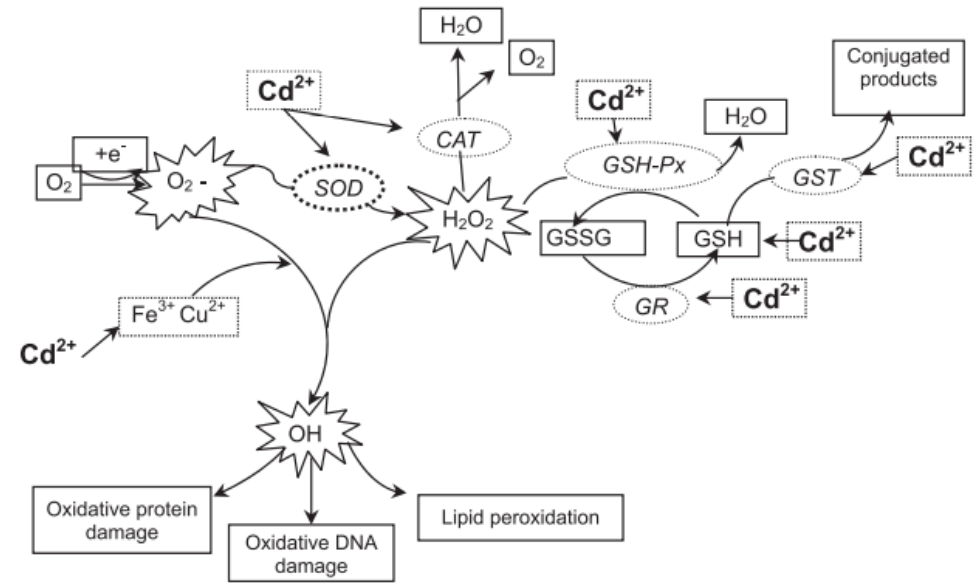 H₂O
O₂
Cd²⁺
CAT
+e⁻
O₂
O₂ -
SOD
H₂O₂
Cd²⁺
H₂O
GSH-Px
GSSG
GSH
GR
Conjugated
products
GST
Cd²⁺
Cd²⁺
Cd²⁺
Fe³⁺ Cu²⁺
Cd²⁺
OH
Oxidative protein
damage
Oxidative DNA
damage
Lipid peroxidation